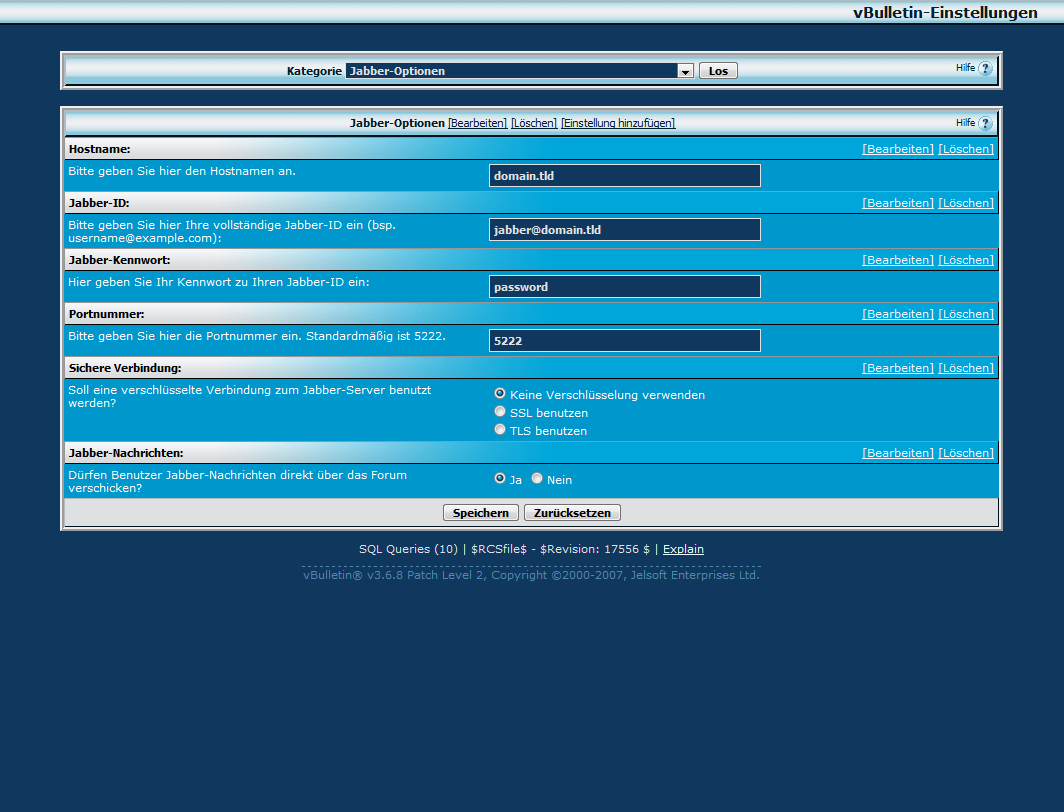 vBulletin-Einstellungen
Kategorie Jabber-Optionen Los Hilfe ?
Jabber-Optionen [Bearbeiten] [Löschen] [Einstellung hinzufügen] Hilfe ?
Hostname: [Bearbeiten] [Löschen]
Bitte geben Sie hier den Hostnamen an. domain.tld
Jabber-ID: [Bearbeiten] [Löschen]
Bitte geben Sie hier Ihre vollständige Jabber-ID ein (bsp.
username@example.com): jabber@domain.tld
Jabber-Kennwort: [Bearbeiten] [Löschen]
Hier geben Sie Ihr Kennwort zu Ihren Jabber-ID ein: password
Portnummer: [Bearbeiten] [Löschen]
Bitte geben Sie hier die Portnummer ein. Standardmäßig ist 5222. 5222
Sichere Verbindung: [Bearbeiten] [Löschen]
Soll eine verschlüsselte Verbindung zum Jabber-Server benutzt
werden?
Keine Verschlüsselung verwenden
SSL benutzen
TLS benutzen
Jabber-Nachrichten: [Bearbeiten] [Löschen]
Dürfen Benutzer Jabber-Nachrichten direkt über das Forum
verschicken?
Ja Nein
Speichern Zurücksetzen
SQL Queries (10) | $RCSfile$ - $Revision: 17556 $ | Explain
vBulletin® v3.6.8 Patch Level 2, Copyright ©2000-2007, Jelsoft Enterprises Ltd.